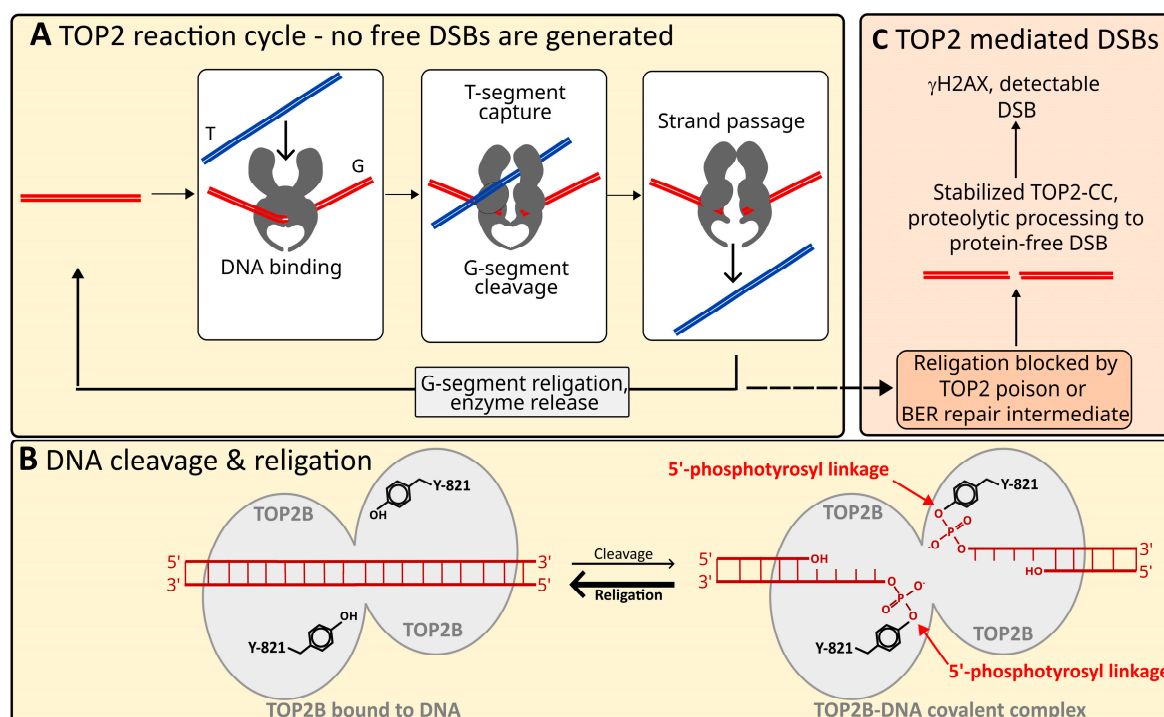 A TOP2 reaction cycle - no free DSBs are generated
T
G
DNA binding
T-segment
capture
G-segment
cleavage
Strand passage
G-segment religation,
enzyme release
C TOP2 mediated DSBs
γH2AX, detectable
DSB
Stabilized TOP2-CC,
proteolytic processing to
protein-free DSB
Religation blocked by
TOP2 poison or
BER repair intermediate
B DNA cleavage & religation
TOP2B
Y-821
OH
5' 3'
3' 5'
OH
Y-821
TOP2B
TOP2B bound to DNA
Cleavage
Religation
5'-phosphotyrosyl linkage
TOP2B
Y-821
O
P O
-O O
5' OH 3'
3' HO 5'
O
P O-
O
O
Y-821
TOP2B
5'-phosphotyrosyl linkage
TOP2B-DNA covalent complex